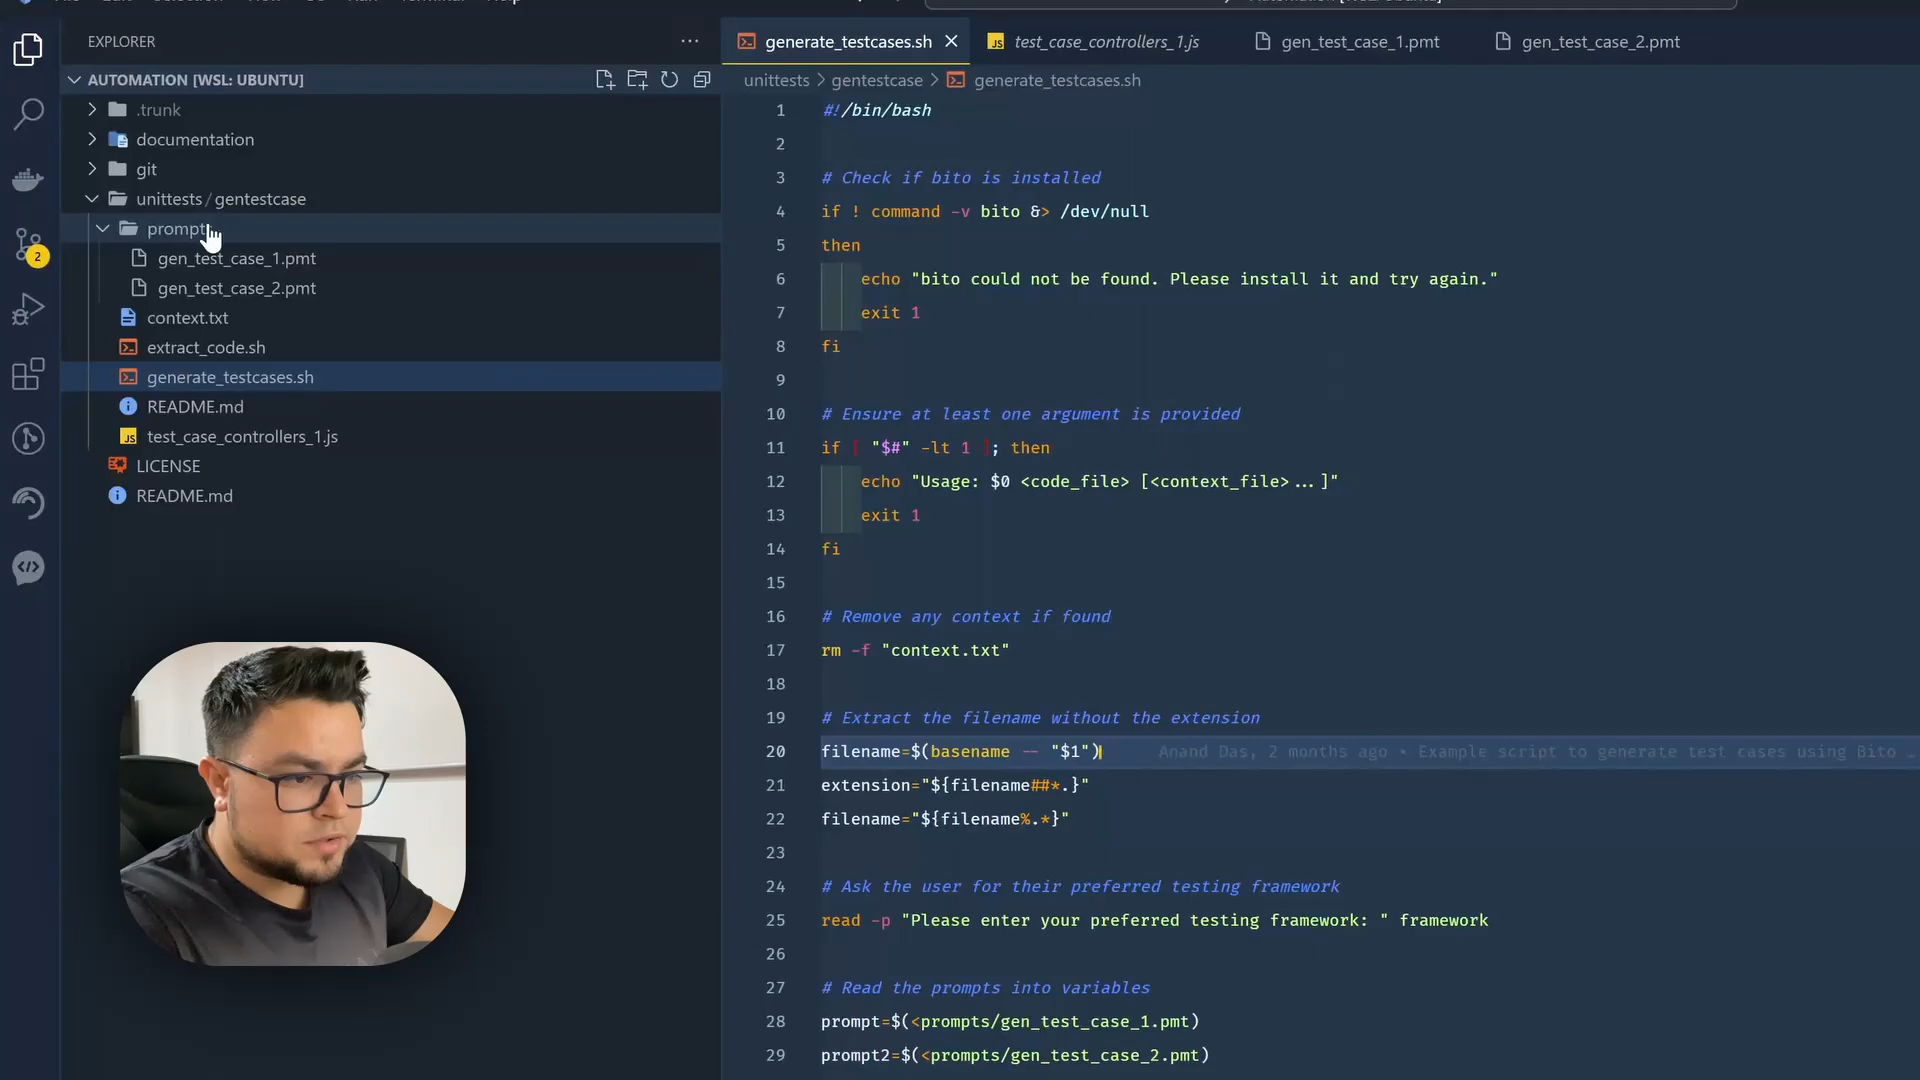 EXPLORER
AUTOMATION [WSL: UBUNTU]
.trunk
documentation
git
unittests / gentestcase
prompt
gen_test_case_1.pmt
gen_test_case_2.pmt
context.txt
extract_code.sh
generate_testcases.sh
README.md
JS test_case_controllers_1.js
LICENSE
README.md
2
generate_testcases.sh
JS test_case_controllers_1.js
gen_test_case_1.pmt
gen_test_case_2.pmt
unittests > gentestcase > generate_testcases.sh
1 #!/bin/bash
2
3 # Check if bito is installed
4 if ! command -v bito &> /dev/null
5 then
6 echo "bito could not be found. Please install it and try again."
7 exit 1
8 fi
9
10 # Ensure at least one argument is provided
11 if [ "$#" -lt 1 ]; then
12 echo "Usage: $0 <code_file> [<context_file>...]"
13 exit 1
14 fi
15
16 # Remove any context if found
17 rm -f "context.txt"
18
19 # Extract the filename without the extension
20 filename=$(basename -- "$1") Anand Das, 2 months ago • Example script to generate test cases using Bito …
21 extension="${filename##*.}"
22 filename="${filename%.*}"
23
24 # Ask the user for their preferred testing framework
25 read -p "Please enter your preferred testing framework: " framework
26
27 # Read the prompts into variables
28 prompt=$(<prompts/gen_test_case_1.pmt)
29 prompt2=$(<prompts/gen_test_case_2.pmt)